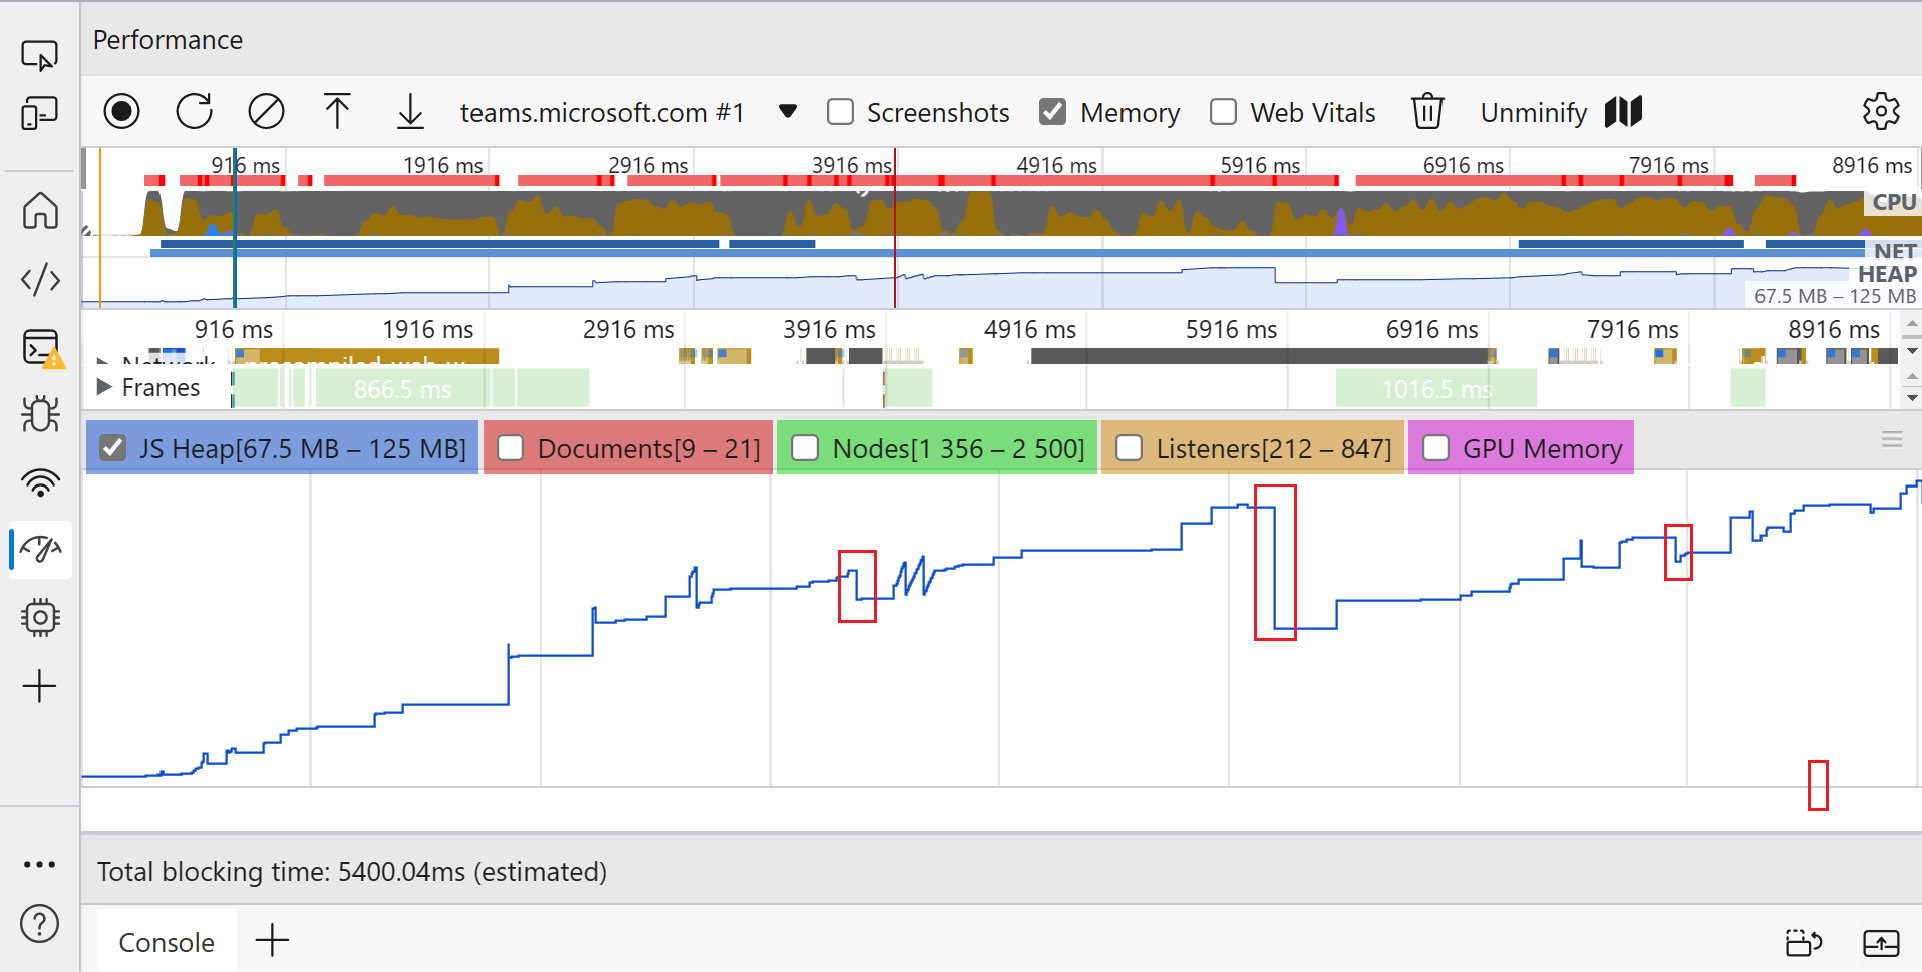 Performance
teams.microsoft.com #1 Screenshots Memory Web Vitals Unminify
916 ms 1916 ms 2916 ms 3916 ms 4916 ms 5916 ms 6916 ms 7916 ms 8916 ms
CPU
NET
HEAP
67.5 MB – 125 MB
916 ms 1916 ms 2916 ms 3916 ms 4916 ms 5916 ms 6916 ms 7916 ms 8916 ms
Network
Frames 866.5 ms 1016.5 ms
JS Heap[67.5 MB – 125 MB] Documents[9 – 21] Nodes[1 356 – 2 500] Listeners[212 – 847] GPU Memory
Total blocking time: 5400.04ms (estimated)
Console